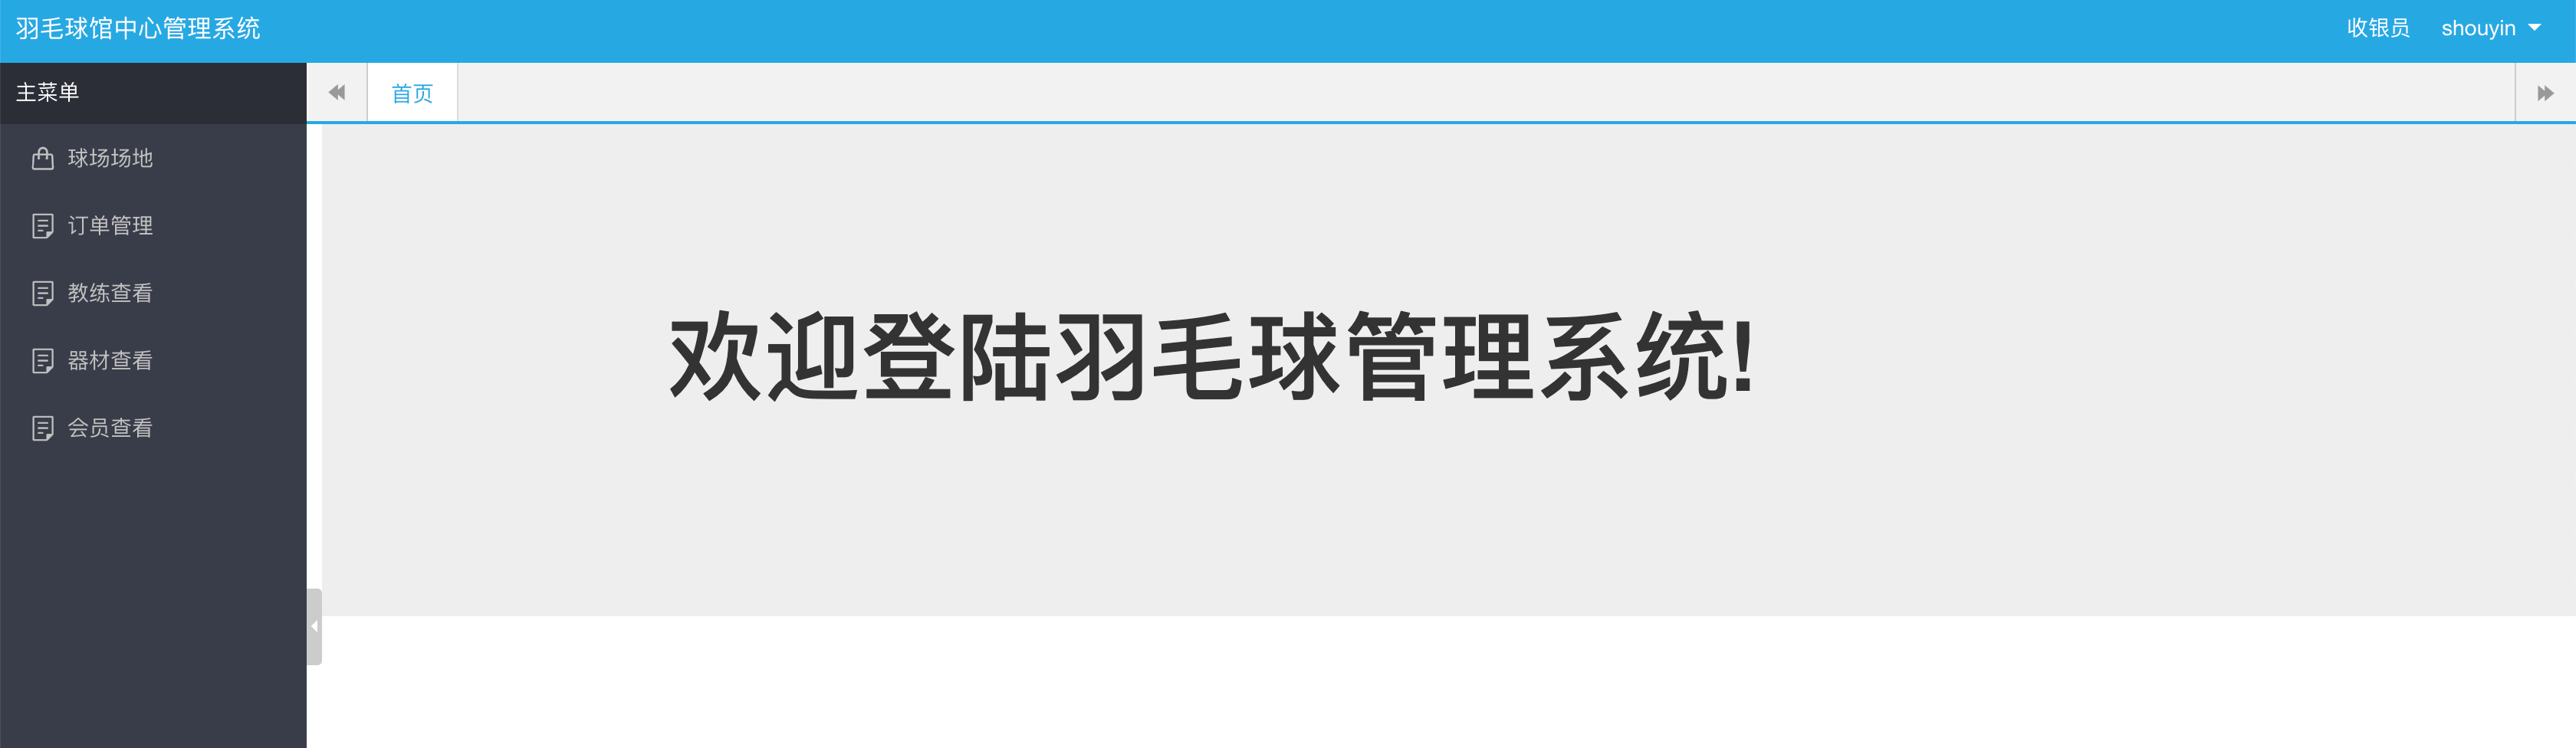 羽毛球馆中心管理系统
收银员 shouyin
主菜单
首页
球场场地
订单管理
教练查看
器材查看
会员查看
欢迎登陆羽毛球管理系统!